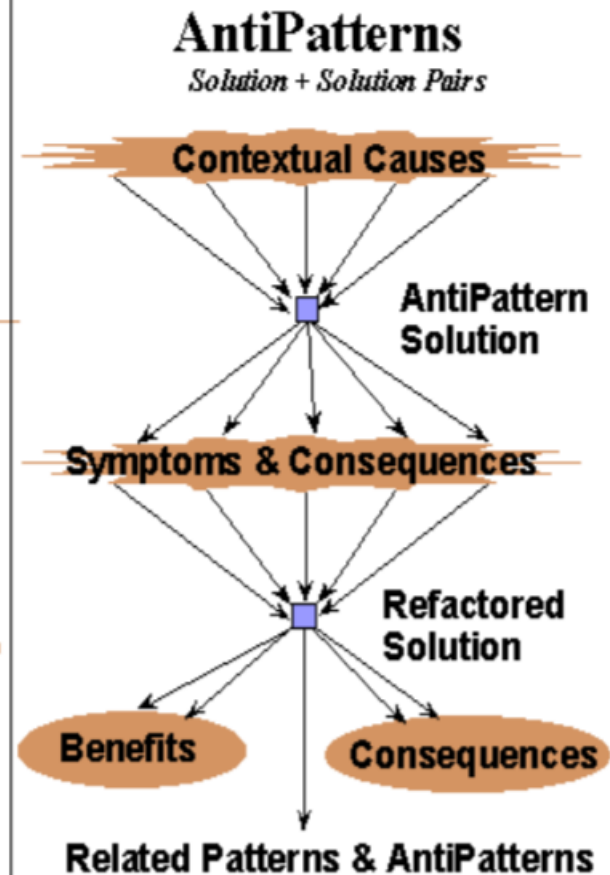 AntiPatterns
Solution + Solution Pairs
Contextual Causes
AntiPattern
Solution
Symptoms & Consequences
Refactored
Solution
Benefits
Consequences
Related Patterns & AntiPatterns